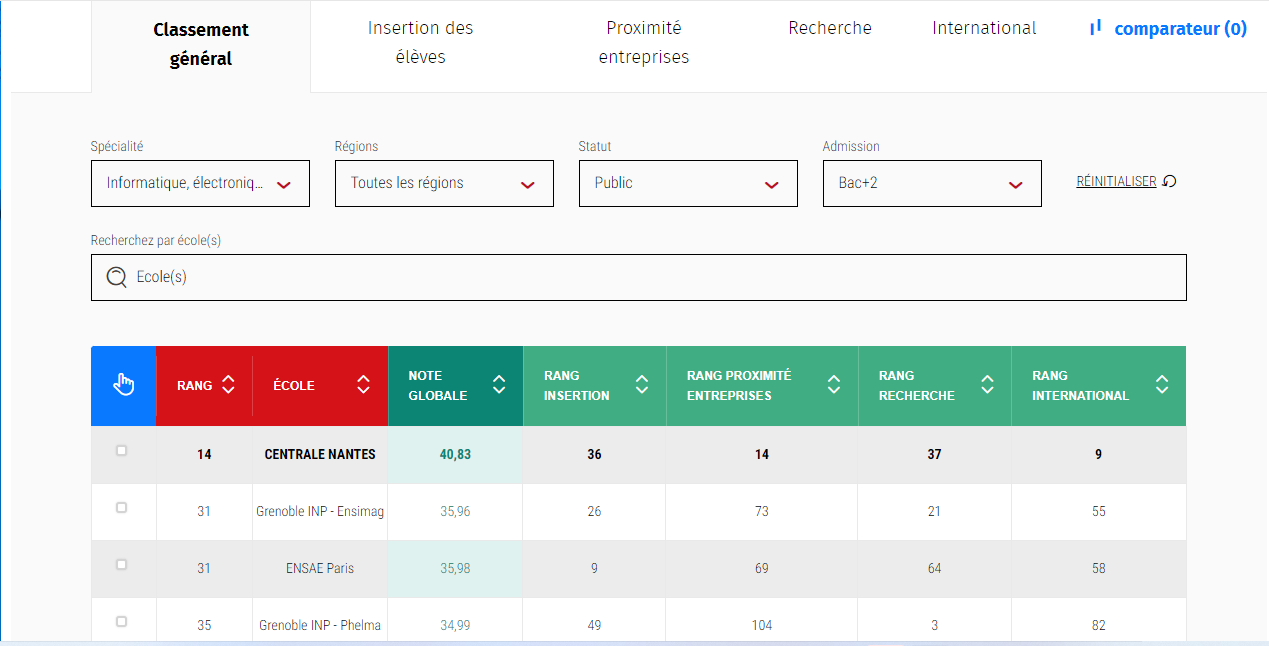 Classement
général
Insertion des
élèves
Proximité
entreprises
Recherche
International
comparateur (0)
Spécialité
Régions
Statut
Admission
Informatique, électroniq...
Toutes les régions
Public
Bac+2
RÉINITIALISER
Recherchez par école(s)
Ecole(s)
RANG
ÉCOLE
NOTE
GLOBALE
RANG
INSERTION
RANG PROXIMITÉ
ENTREPRISES
RANG
RECHERCHE
RANG
INTERNATIONAL
14 CENTRALE NANTES 40,83 36 14 37 9
31 Grenoble INP - Ensimag 35,96 26 73 21 55
31 ENSAE Paris 35,98 9 69 64 58
35 Grenoble INP - Phelma 34,99 49 104 3 82